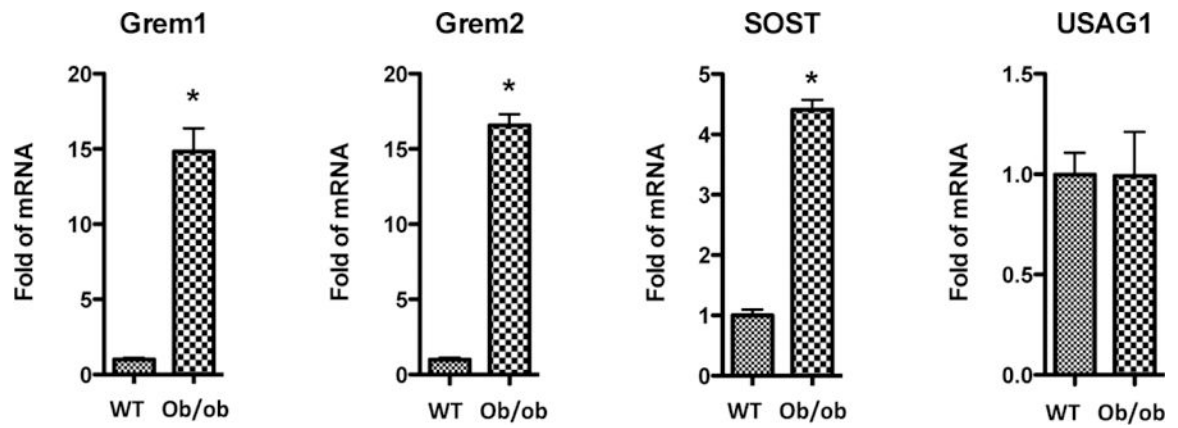 Grem1
Grem2
SOST
USAG1
Fold of mRNA
20
15
10
5
0
*
WT Ob/ob
Fold of mRNA
20
15
10
5
0
*
WT Ob/ob
Fold of mRNA
5
4
4
2
1
0
*
WT Ob/ob
Fold of mRNA
1.5
1.0
0.5
0.0
WT Ob/ob